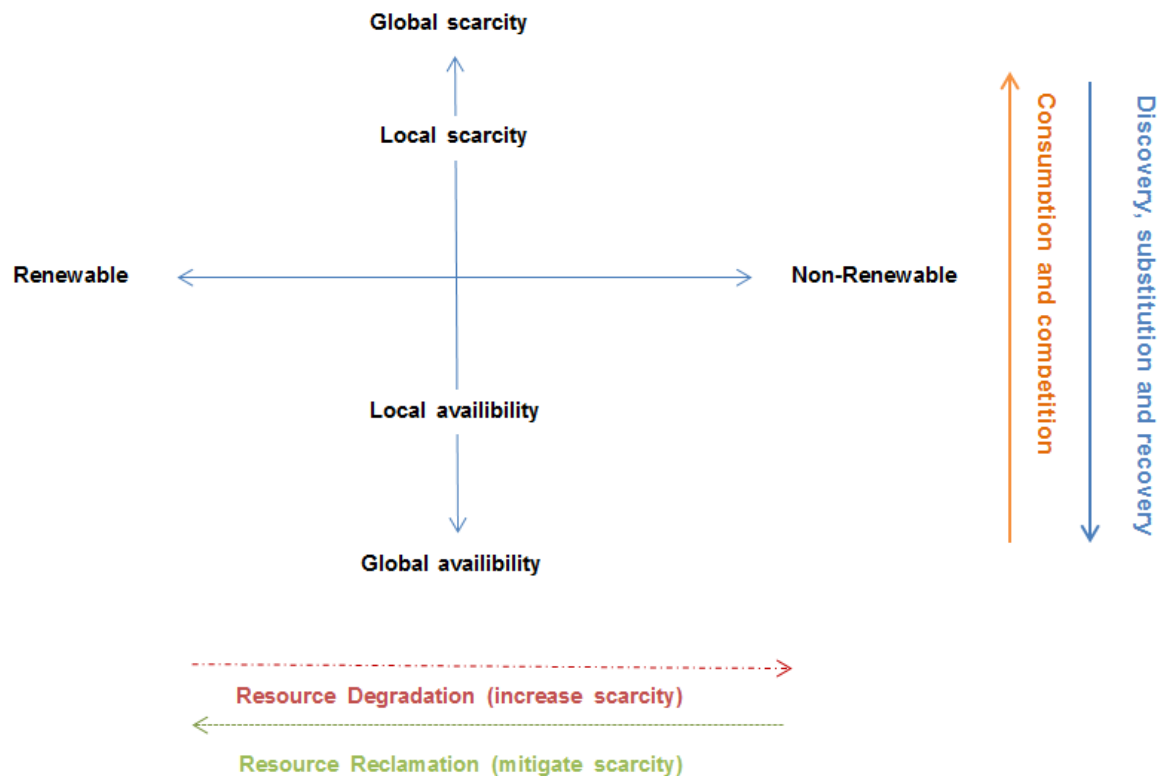 Global scarcity
Local scarcity
Renewable
Non-Renewable
Local availibility
Global availibility
Consumption and competition
Discovery, substitution and recovery
Resource Degradation (increase scarcity)
Resource Reclamation (mitigate scarcity)